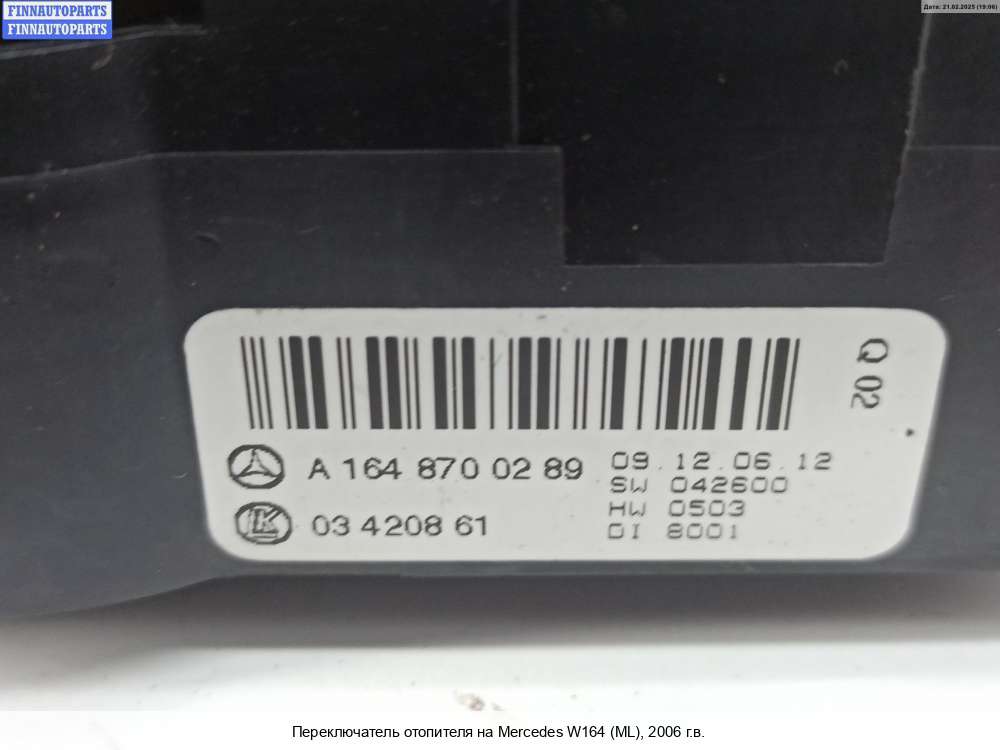 FINNAUTOPARTS
FINNAUTOPARTS
Дата: 21.02.2025 (19:06)
Q 02
A 164 870 02 89
09.12.06.12
SW 042600
HW 0503
DI 8001
LK
03 4208 61
Переключатель отопителя на Mercedes W164 (ML), 2006 г.в.